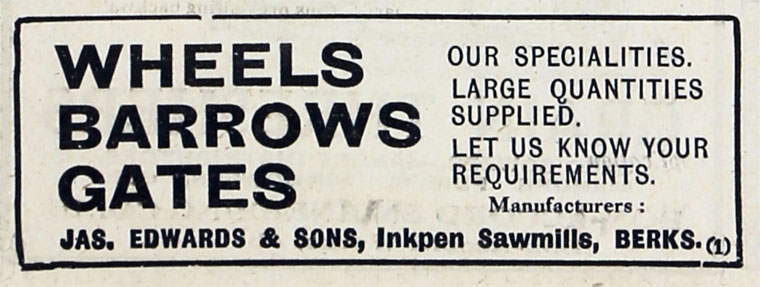 WHEELS
BARROWS
GATES
OUR SPECIALITIES.
LARGE QUANTITIES
SUPPLIED.
LET US KNOW YOUR
REQUIREMENTS.
Manufacturers :
JAS. EDWARDS & SONS, Inkpen Sawmills, BERKS. (1)